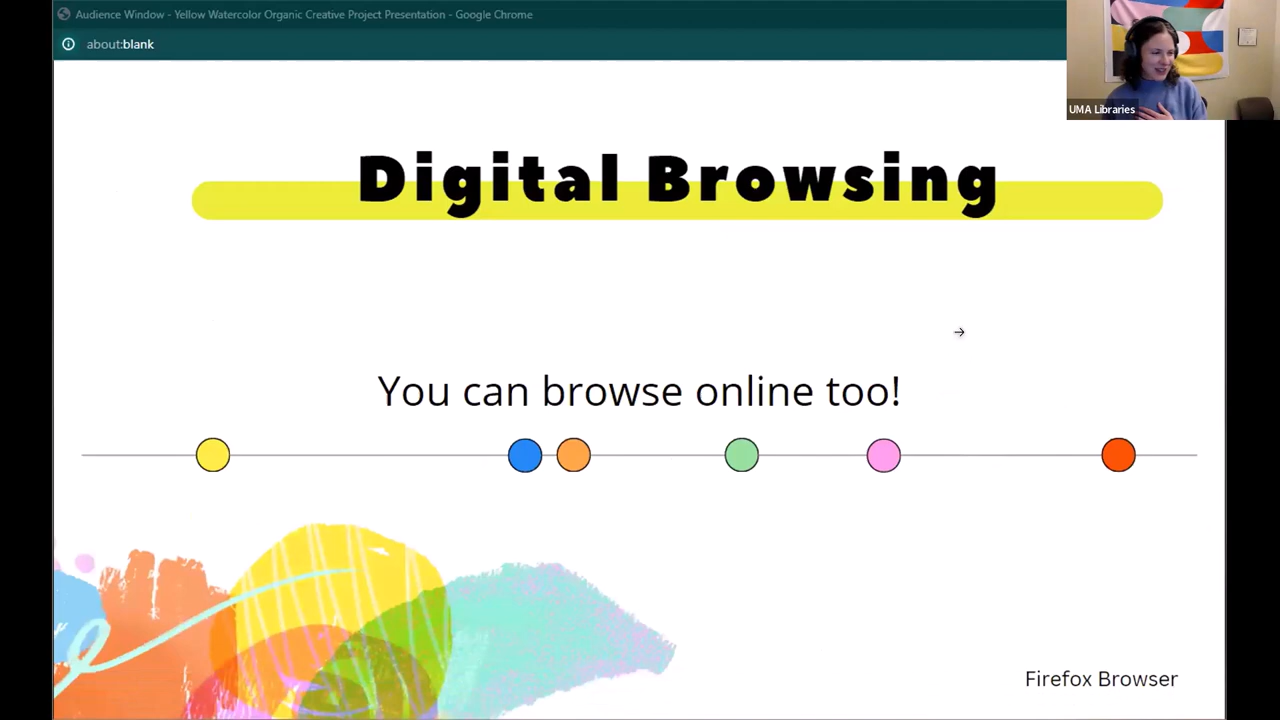 Audience Window - Yellow Watercolor Organic Creative Project Presentation - Google Chrome
about:blank
UMA Libraries
Digital Browsing
You can browse online too!
Firefox Browser